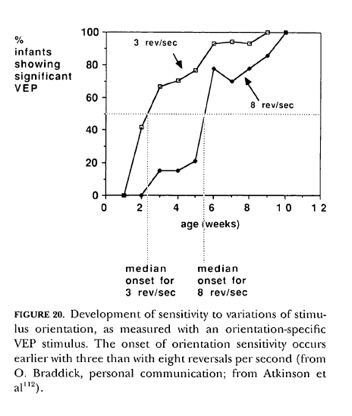 %
infants
showing
significant
VEP
100
80
60
40
20
0
3 rev/sec
8 rev/sec
0 2 4 6 8 10 12
age (weeks)
median onset for 3 rev/sec
median onset for 8 rev/sec
FIGURE 20. Development of sensitivity to variations of stimu-
lus orientation, as measured with an orientation-specific
VEP stimulus. The onset of orientation sensitivity occurs
earlier with three than with eight reversals per second (from
O. Braddick, personal communication; from Atkinson et
al¹¹²).